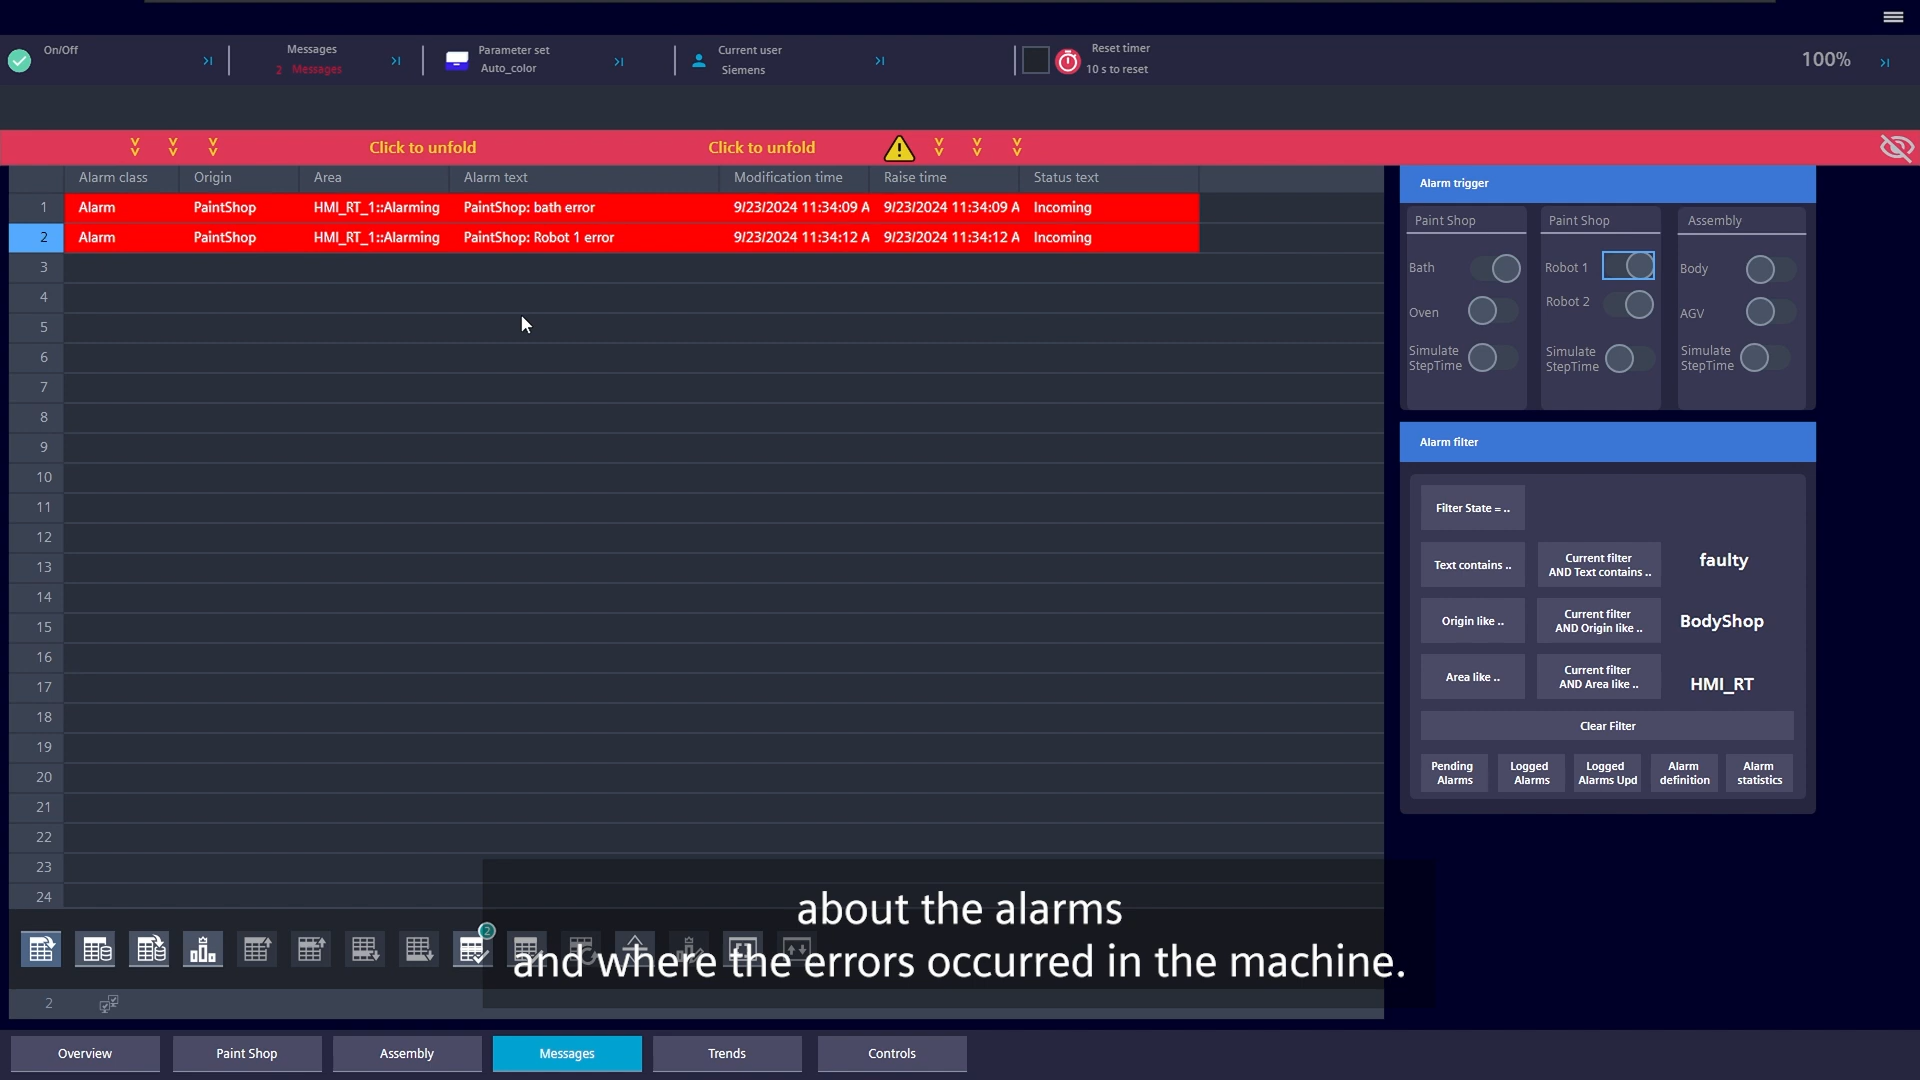 On/Off
Messages
2 Messages
Parameter set
Auto_color
Current user
Siemens
Reset timer
10 s to reset
100%
Click to unfold
Click to unfold
Alarm class Origin Area Alarm text Modification time Raise time Status text
1 Alarm PaintShop HMI_RT_1::Alarming PaintShop: bath error 9/23/2024 11:34:09 A 9/23/2024 11:34:09 A Incoming
2 Alarm PaintShop HMI_RT_1::Alarming PaintShop: Robot 1 error 9/23/2024 11:34:12 A 9/23/2024 11:34:12 A Incoming
3
4
5
6
7
8
9
10
11
12
13
14
15
16
17
18
19
20
21
22
23
24
2
2
Alarm trigger
Paint Shop
Bath
Oven
Simulate
StepTime
Paint Shop
Robot 1
Robot 2
Simulate
StepTime
Assembly
Body
AGV
Simulate
StepTime
Alarm filter
Filter State = ..
Text contains ..
Current filter
AND Text contains ..
faulty
Origin like ..
Current filter
AND Origin like ..
BodyShop
Area like ..
Current filter
AND Area like ..
HMI_RT
Clear Filter
Pending
Alarms
Logged
Alarms
Logged
Alarms Upd
Alarm
definition
Alarm
statistics
about the alarms
and where the errors occurred in the machine.
Overview
Paint Shop
Assembly
Messages
Trends
Controls